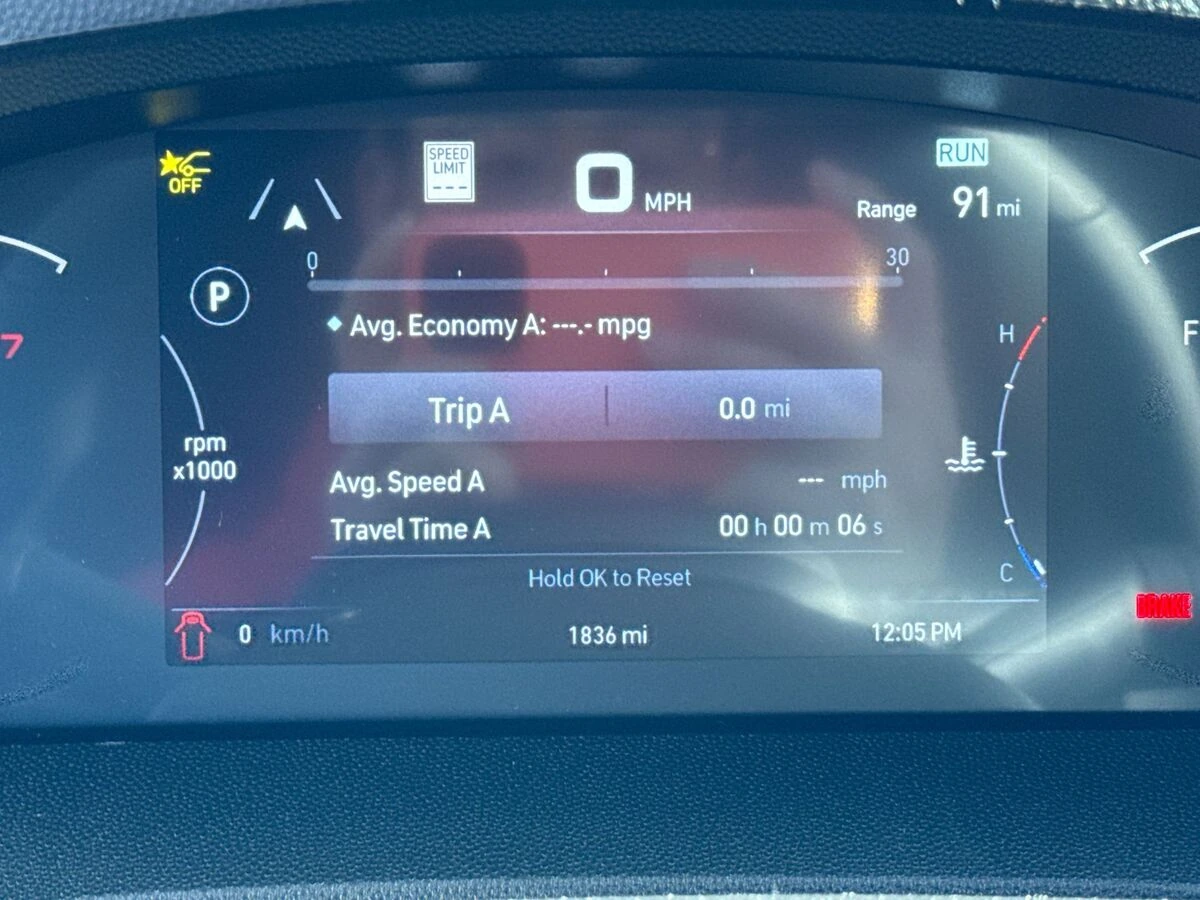 OFF
SPEED
LIMIT
---
0 MPH
RUN
Range 91 mi
0 30
P
Avg. Economy A: ---.- mpg
7
H
F
Trip A 0.0 mi
rpm
x1000
Avg. Speed A --- mph
Travel Time A 00 h 00 m 06 s
Hold OK to Reset
C
BRAKE
0 km/h 1836 mi 12:05 PM